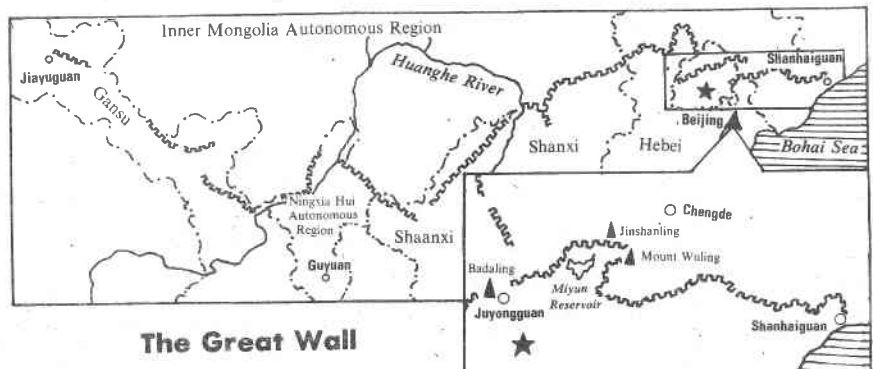 Inner Mongolia Autonomous Region
Jiayuguan
Gansu
Huanghe River
Shanhaiguan
Beijing
Shanxi
Hebei
Bohai Sea
Ningxia Hui
Autonomous
Region
Shaanxi
Guyuan
Chengde
Jinshanling
Mount Wuling
Badaling
Miyun
Reservoir
Juyongguan
Shanhaiguan
The Great Wall